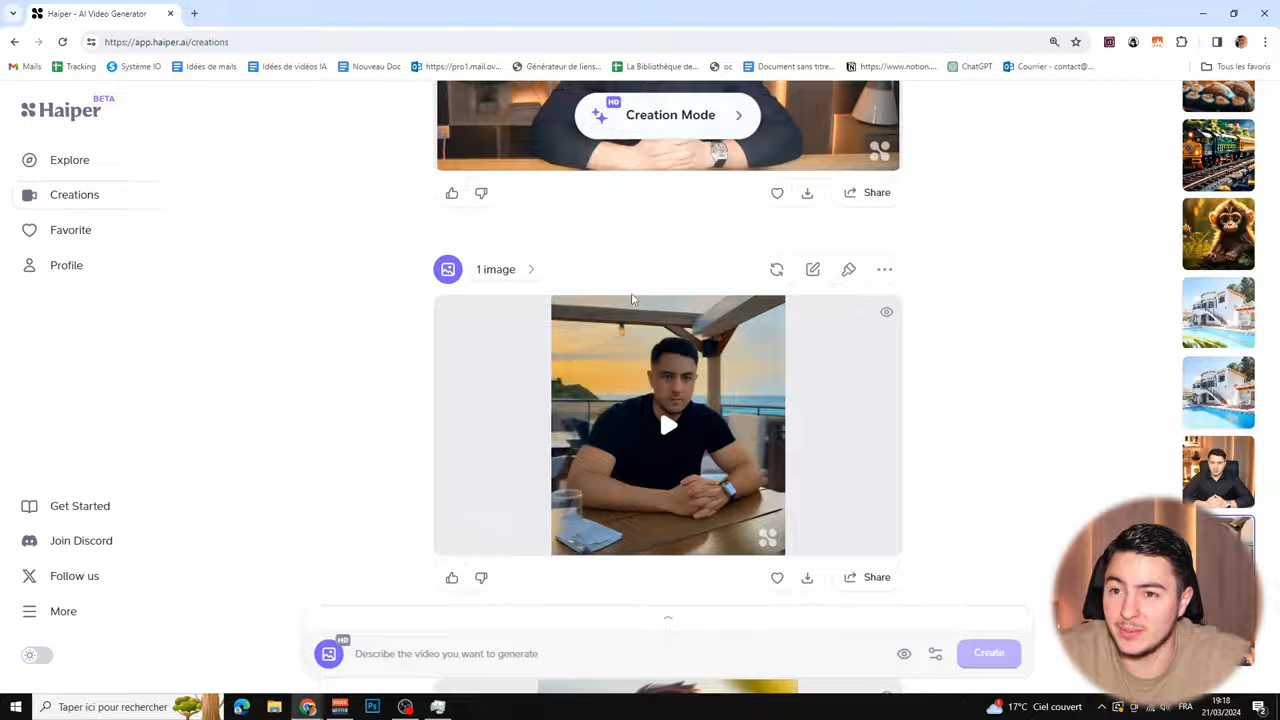 Haiper - AI Video Generator
https://app.haiper.ai/creations
Mails
Tracking
Système IO
Idées de mails
Idées de vidéos IA
Nouveau Doc
https://pro1.mail.ov...
Générateur de liens...
La Bibliothèque de...
oc
Document sans titre...
https://www.notion...
ChatGPT
Courrier - contact@...
Tous les favoris
BETA
Haiper
HD
Creation Mode
Explore
Creations
Share
Favorite
Profile
1 image
Get Started
Join Discord
Follow us
Share
More
HD
Describe the video you want to generate
Create
Taper ici pour rechercher
QUICK
Ps
1
17°C Ciel couvert
FRA
19:18
21/03/2024
2